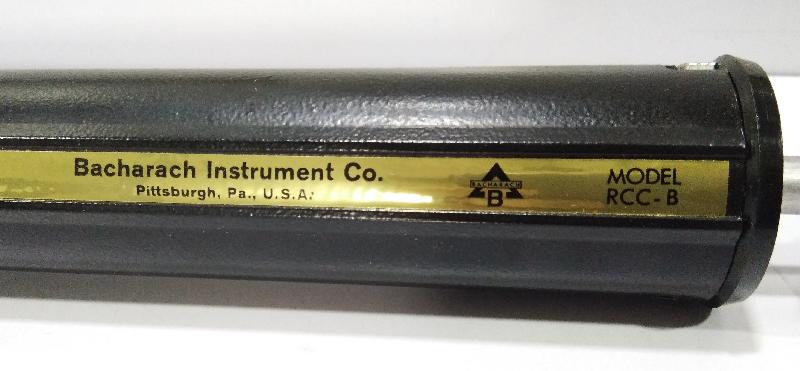 Bacharach Instrument Co.
Pittsburgh, Pa., U.S.A.
BACHARACH
B
MODEL
RCC-B